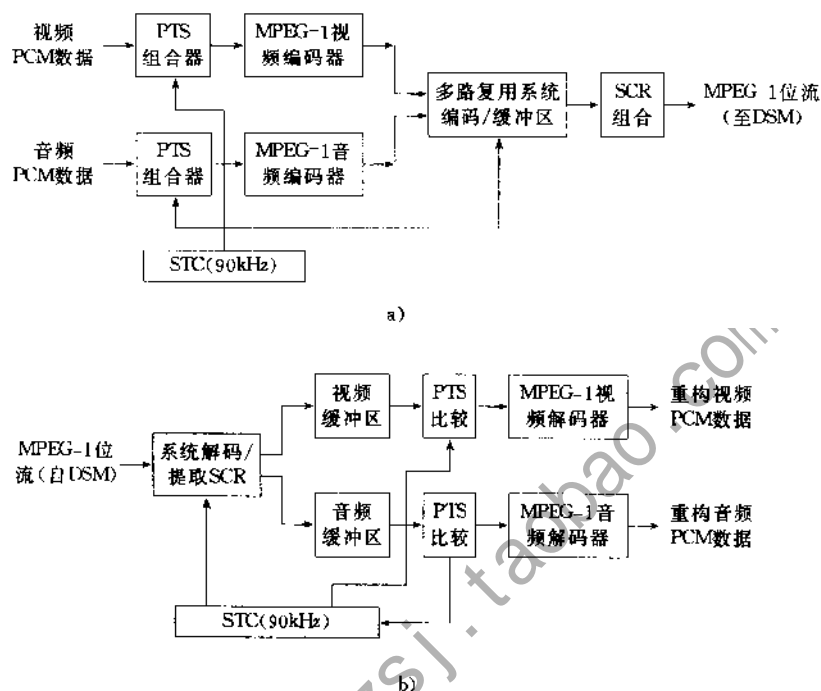 视频
PCM数据
PTS
组合器
MPEG-1视
频编码器
音频
PCM数据
PTS
组合器
MPEG-1音
频编码器
多路复用系统
编码/缓冲区
SCR
组合
MPEG-1位流
(至DSM)
STC(90kHz)
a)
MPEG-1位
流(自DSM)
系统解码/
提取SCR
视频
缓冲区
PTS
比较
MPEG-1视
频解码器
重构视频
PCM数据
音频
缓冲区
PTS
比较
MPEG-1音
频解码器
重构音频
PCM数据
STC(90kHz)
b)
zsj.taobao.com